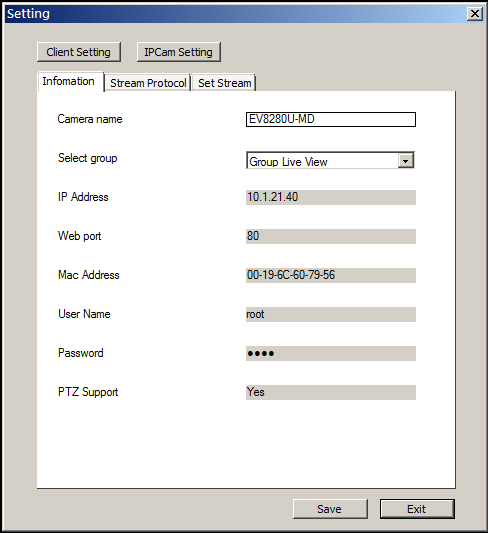 Setting
Client Setting IPCam Setting
Infomation Stream Protocol Set Stream
Camera name EV8280U-MD
Select group Group Live View
IP Address 10.1.21.40
Web port 80
Mac Address 00-19-6C-60-79-56
User Name root
Password ●●●●
PTZ Support Yes
Save Exit